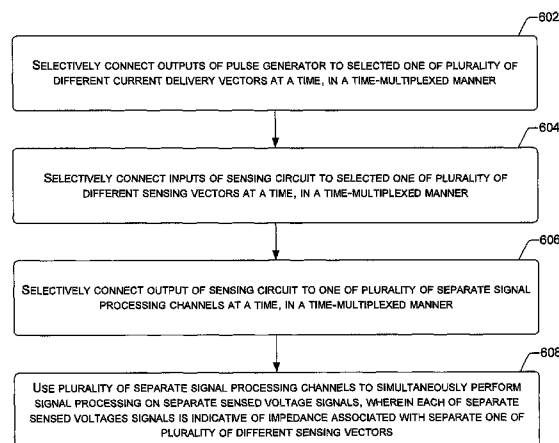 602
SELECTIVELY CONNECT OUTPUTS OF PULSE GENERATOR TO SELECTED ONE OF PLURALITY OF
DIFFERENT CURRENT DELIVERY VECTORS AT A TIME, IN A TIME-MULTIPLEXED MANNER
604
SELECTIVELY CONNECT INPUTS OF SENSING CIRCUIT TO SELECTED ONE OF PLURALITY OF
DIFFERENT SENSING VECTORS AT A TIME, IN A TIME-MULTIPLEXED MANNER
606
SELECTIVELY CONNECT OUTPUT OF SENSING CIRCUIT TO ONE OF PLURALITY OF SEPARATE SIGNAL
PROCESSING CHANNELS AT A TIME, IN A TIME-MULTIPLEXED MANNER
608
USE PLURALITY OF SEPARATE SIGNAL PROCESSING CHANNELS TO SIMULTANEOUSLY PERFORM
SIGNAL PROCESSING ON SEPARATE SENSED VOLTAGE SIGNALS, WHEREIN EACH OF SEPARATE
SENSED VOLTAGES SIGNALS IS INDICATIVE OF IMPEDANCE ASSOCIATED WITH SEPARATE ONE OF
PLURALITY OF DIFFERENT SENSING VECTORS